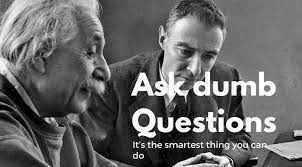 Ask dumb
Questions
It's the smartest thing you can
do